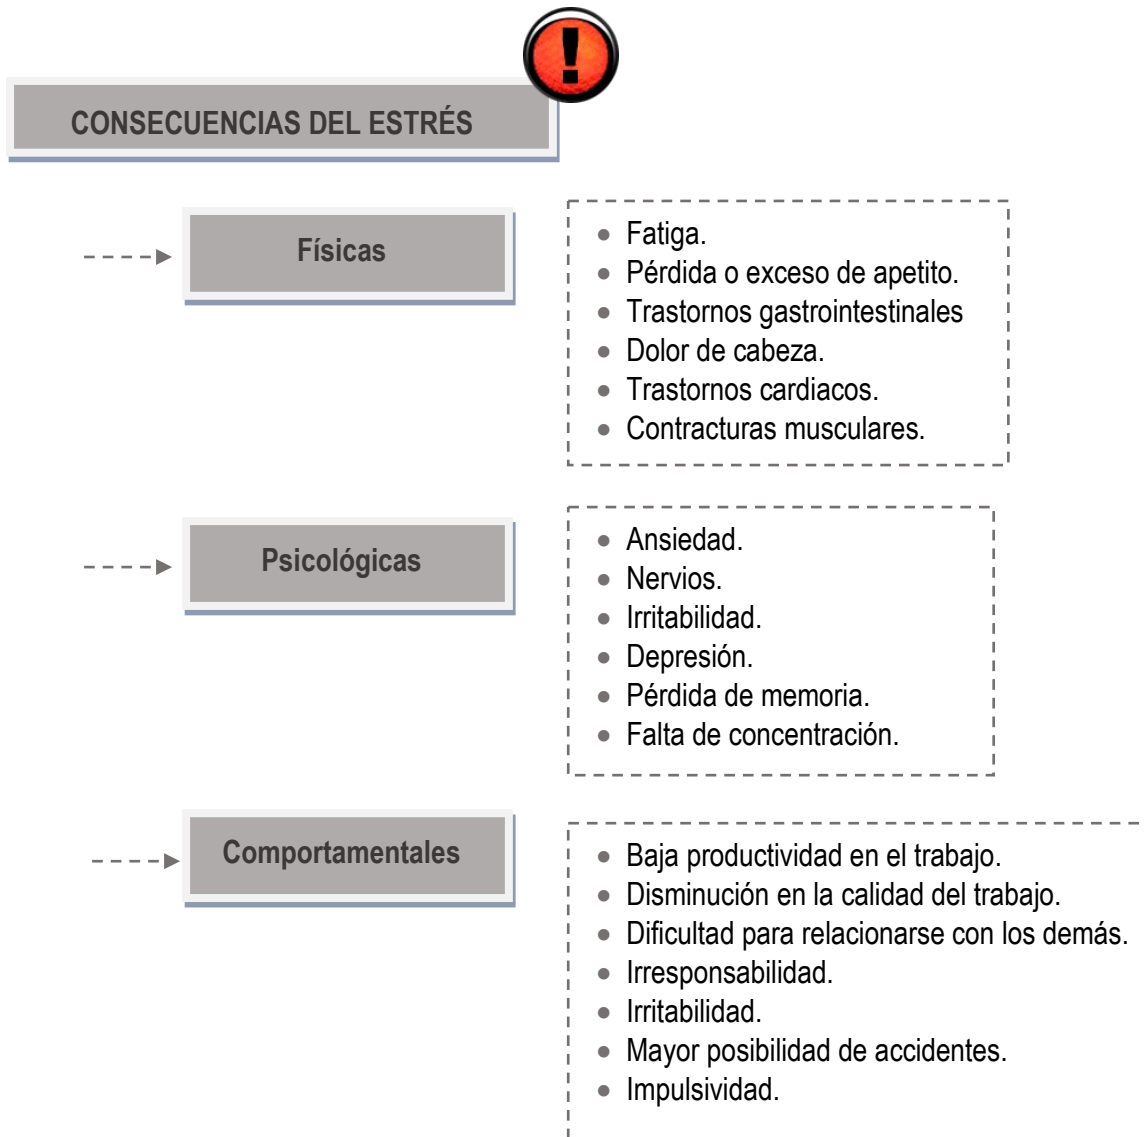 CONSECUENCIAS DEL ESTRÉS
Físicas
• Fatiga.
• Pérdida o exceso de apetito.
• Trastornos gastrointestinales
• Dolor de cabeza.
• Trastornos cardiacos.
• Contracturas musculares.
Psicológicas
• Ansiedad.
• Nervios.
• Irritabilidad.
• Depresión.
• Pérdida de memoria.
• Falta de concentración.
Comportamentales
• Baja productividad en el trabajo.
• Disminución en la calidad del trabajo.
• Dificultad para relacionarse con los demás.
• Irresponsabilidad.
• Irritabilidad.
• Mayor posibilidad de accidentes.
• Impulsividad.